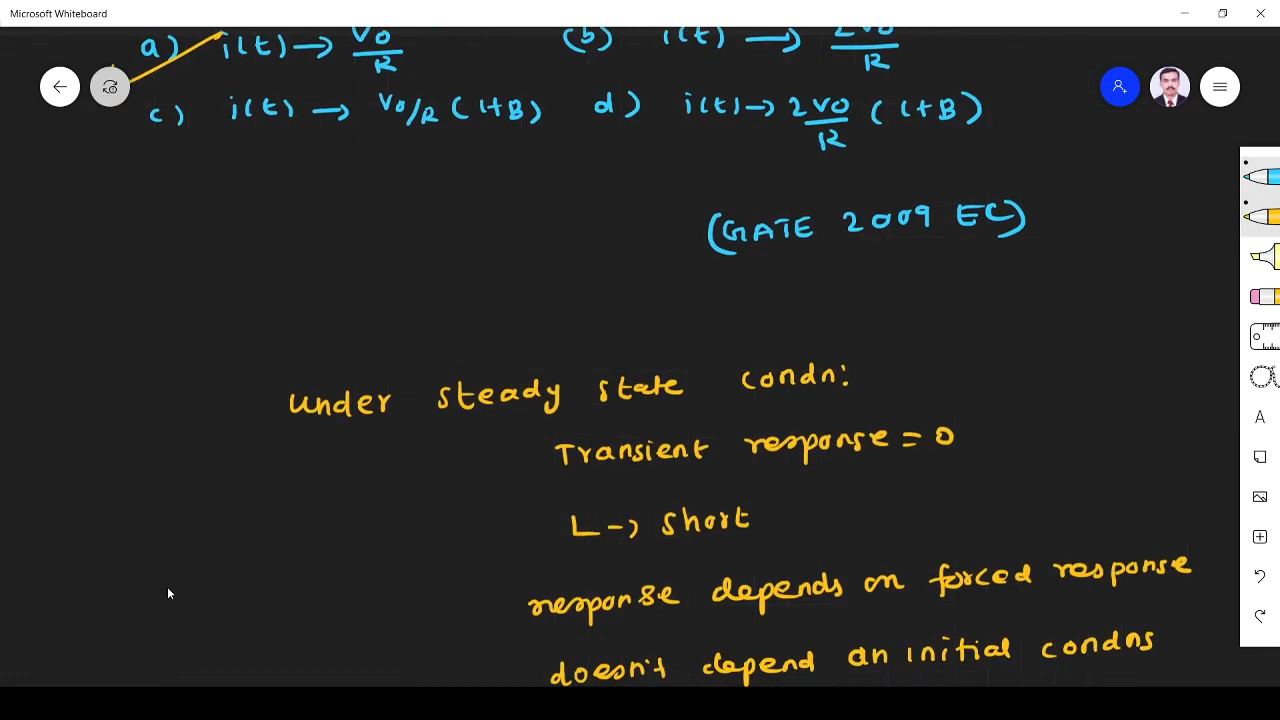 Microsoft Whiteboard
a) i(t) → V0/R (b) i(t) → 2V0/R
c) i(t) → V0/R (1+B) d) i(t) → 2V0/R (1+B)
(GATE 2009 EC)
under steady state condn:
Transient response = 0
L → short
response depends on forced response
doesn't depend an initial condns
A